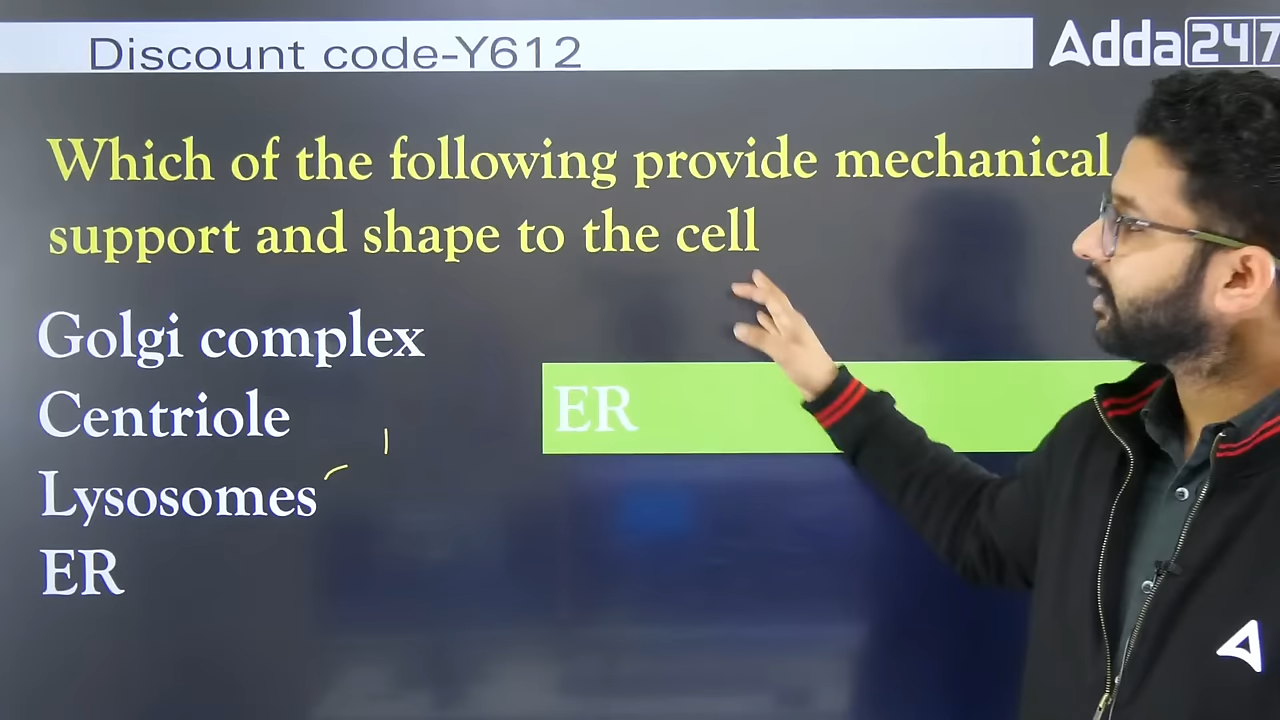 Discount code-Y612
Adda247
Which of the following provide mechanical
support and shape to the cell
Golgi complex
Centriole
Lysosomes
ER
ER